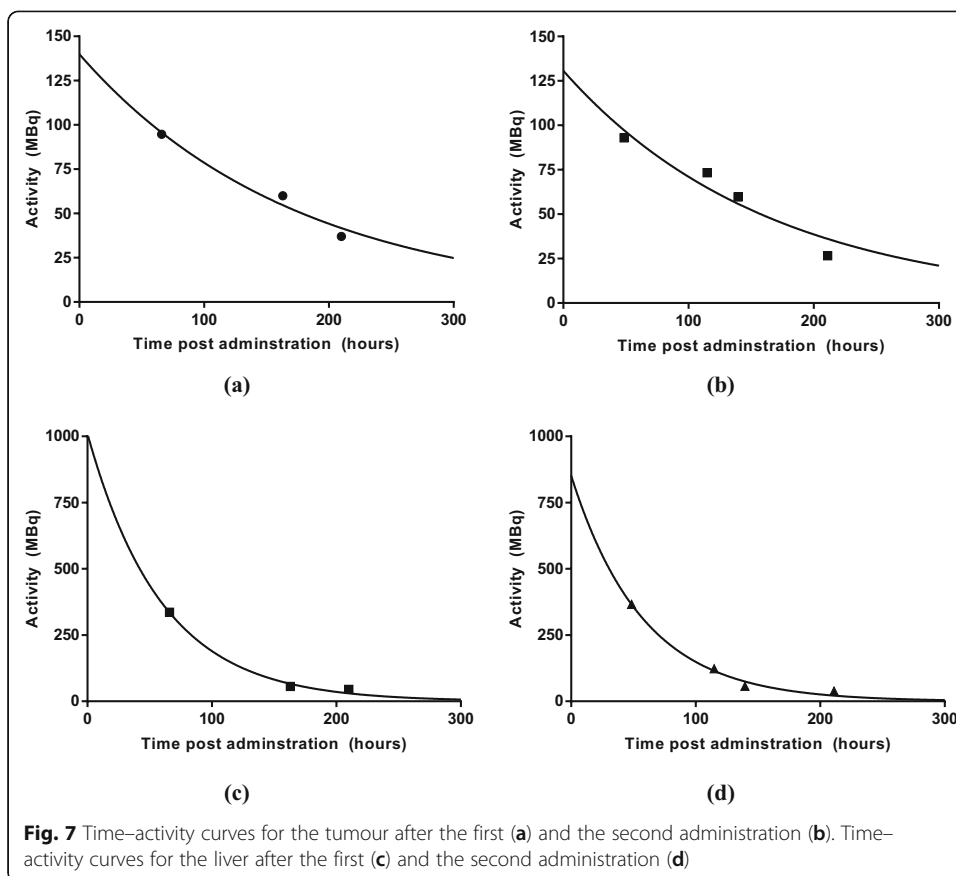 150
125
100
75
50
25
0
Activity (MBq)
0 100 200 300
Time post adminstration (hours)
(a)
150
125
100
75
50
25
0
Activity (MBq)
0 100 200 300
Time post adminstration (hours)
(b)
1000
750
500
250
0
Activity (MBq)
0 100 200 300
Time post adminstration (hours)
(c)
1000
750
500
250
0
Activity (MBq)
0 100 200 300
Time post adminstration (hours)
(d)
Fig. 7 Time–activity curves for the tumour after the first (a) and the second administration (b). Time–
activity curves for the liver after the first (c) and the second administration (d)